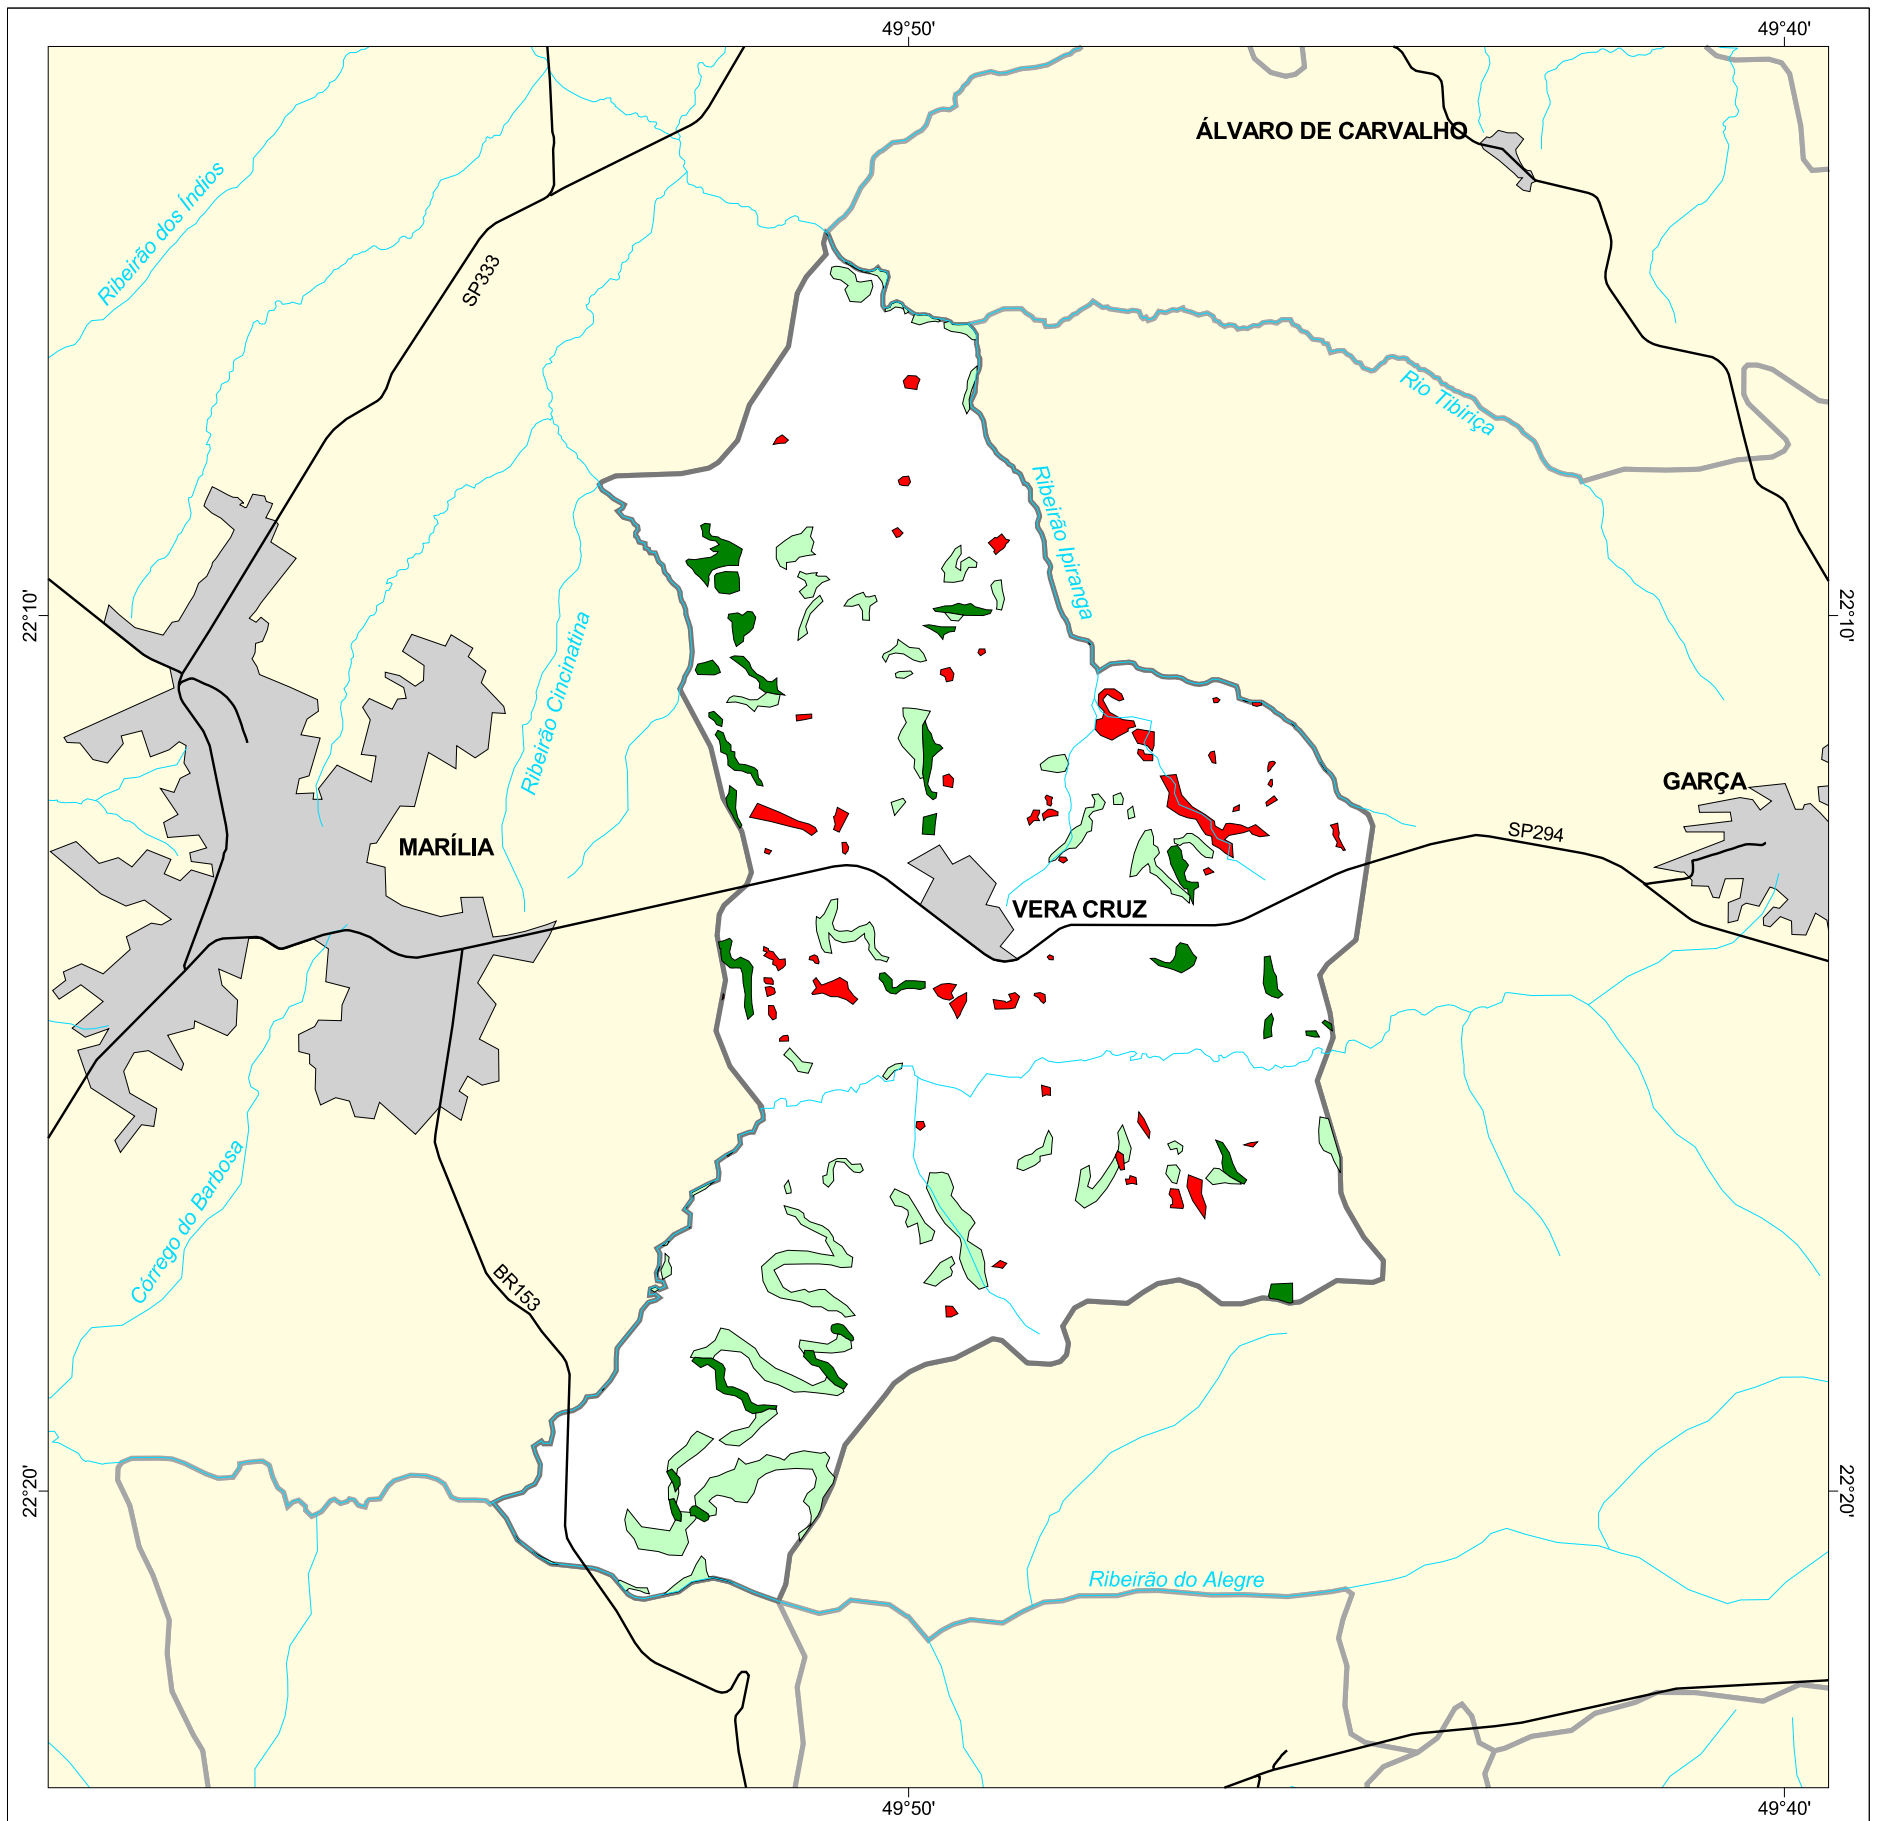 49°50'
49°40'
ÁLVARO DE CARVALHO
Ribeirão dos Índios
SP333
Rio Tibiriça
Ribeirão Ipiranga
22°10'
22°10'
Ribeirão Cincinatina
GARÇA
SP294
MARÍLIA
VERA CRUZ
Córrego do Barbosa
BR153
22°20'
22°20'
Ribeirão do Alegre
49°50'
49°40'